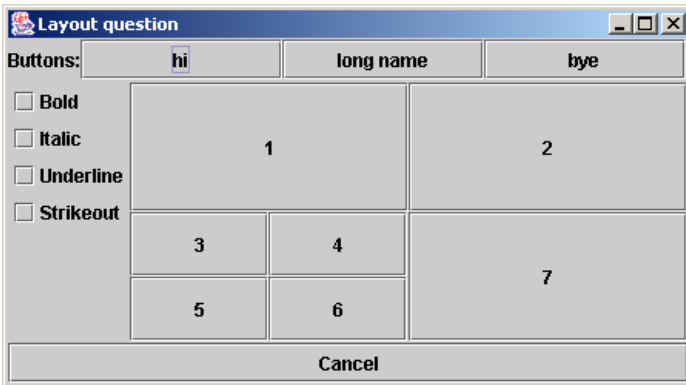 Layout question
Buttons: hi long name bye
Bold
Italic
Underline
Strikeout
1 2
3 4
7
5 6
Cancel